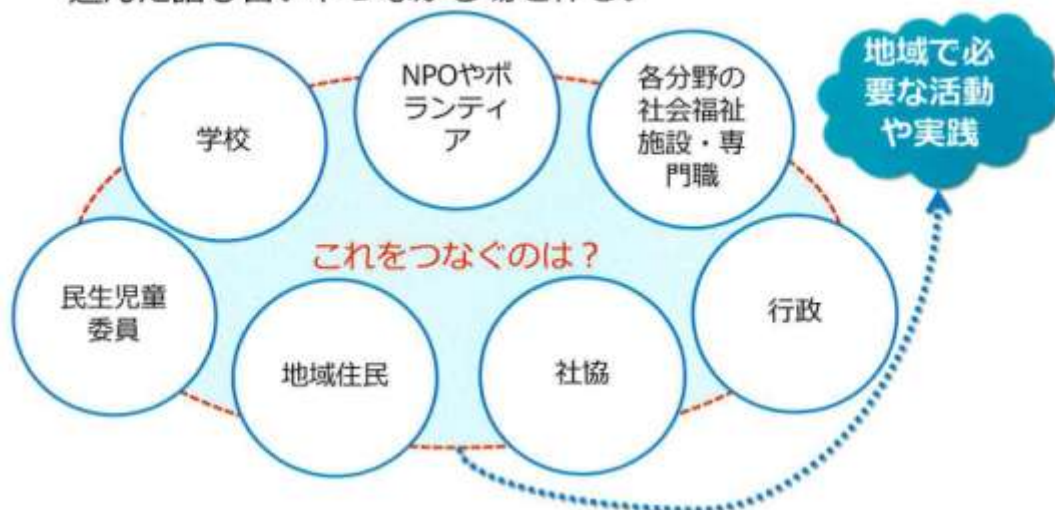 NPOやボ
ランティ
ア
各分野の
社会福祉
施設・専
門職
地域で必
要な活動
や実践
学校
これをつなぐのは？
民生児童
委員
地域住民
社協
行政